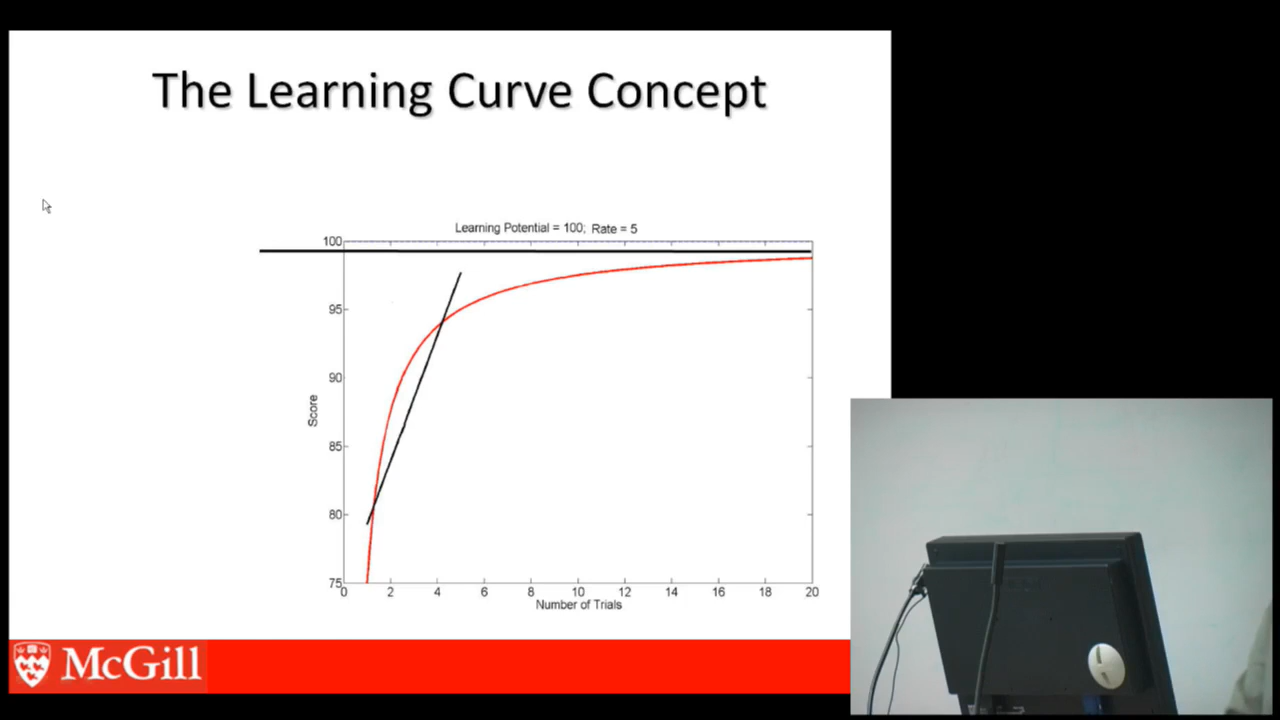 The Learning Curve Concept
Learning Potential = 100; Rate = 5
100
95
90
85
80
75
Score
0 2 4 6 8 10 12 14 16 18 20
Number of Trials
McGill